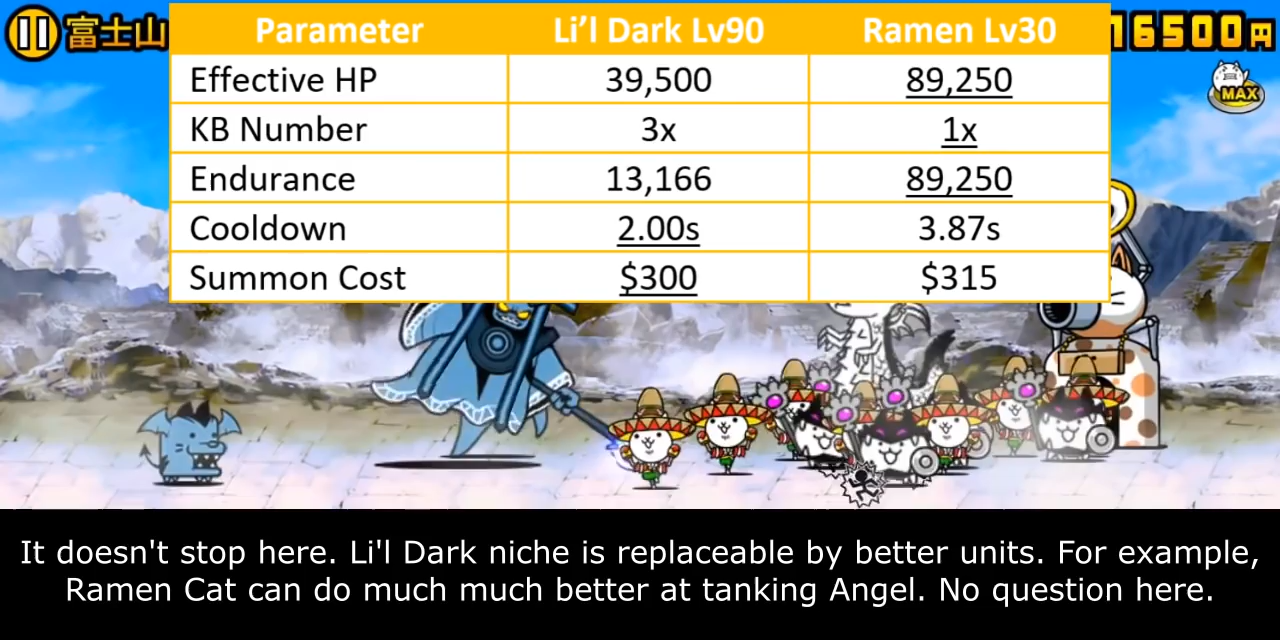 富士山
16500円
MAX
Parameter Li'l Dark Lv90 Ramen Lv30
Effective HP 39,500 89,250
KB Number 3x 1x
Endurance 13,166 89,250
Cooldown 2.00s 3.87s
Summon Cost $300 $315
It doesn't stop here. Li'l Dark niche is replaceable by better units. For example,
Ramen Cat can do much much better at tanking Angel. No question here.